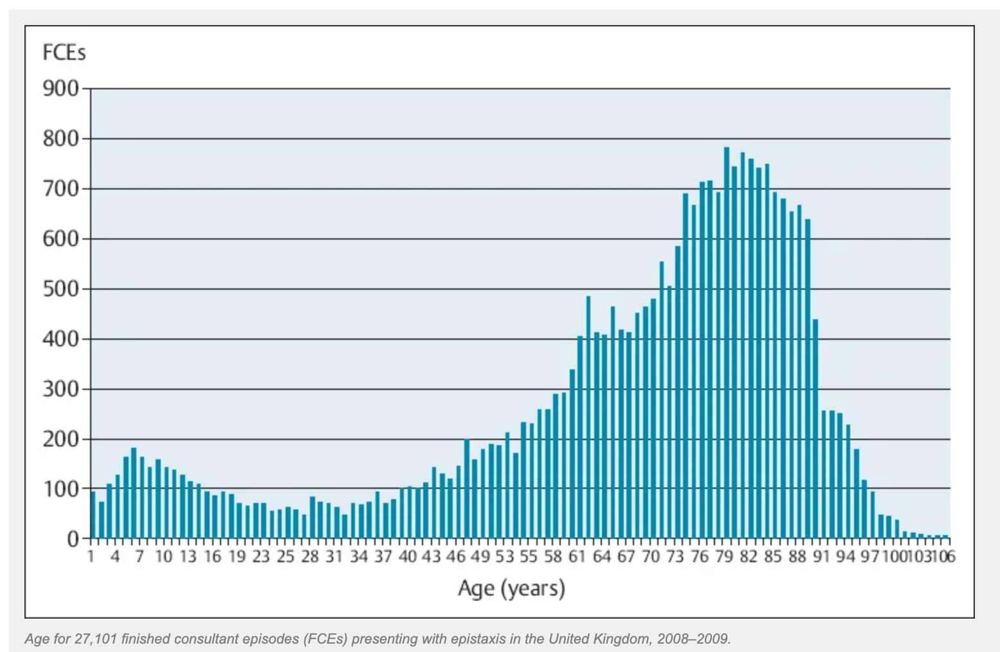 FCEs
900
800
700
600
500
400
300
200
100
0
1 4 7 10 13 16 19 23 25 28 31 34 37 40 43 46 49 53 55 58 61 64 67 70 73 76 79 82 85 88 91 94 97 100 103 106
Age (years)
Age for 27,101 finished consultant episodes (FCEs) presenting with epistaxis in the United Kingdom, 2008–2009.